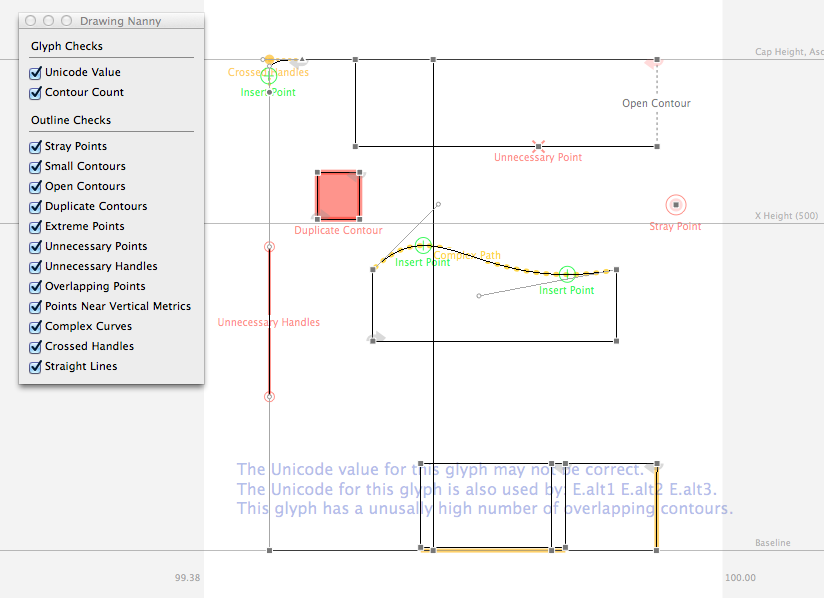 Drawing Nanny
Glyph Checks
Unicode Value
Contour Count
Outline Checks
Stray Points
Small Contours
Open Contours
Duplicate Contours
Extreme Points
Unnecessary Points
Unnecessary Handles
Overlapping Points
Points Near Vertical Metrics
Complex Curves
Crossed Handles
Straight Lines
Cap Height, Asc
Crossed Handles
Insert Point
Open Contour
Unnecessary Point
X Height (500)
Duplicate Contour
Stray Point
Complex Path
Insert Point
Insert Point
Unnecessary Handles
The Unicode value for this glyph may not be correct.
The Unicode for this glyph is also used by: E.alt1 E.alt2 E.alt3.
This glyph has a unusally high number of overlapping contours.
Baseline
99.38
100.00